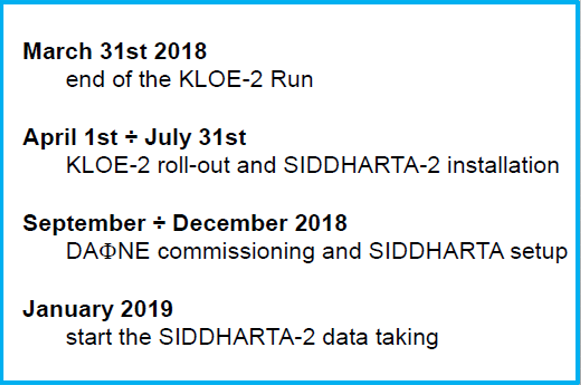 March 31st 2018
end of the KLOE-2 Run
April 1st ÷ July 31st
KLOE-2 roll-out and SIDDHARTA-2 installation
September ÷ December 2018
DAΦNE commissioning and SIDDHARTA setup
January 2019
start the SIDDHARTA-2 data taking